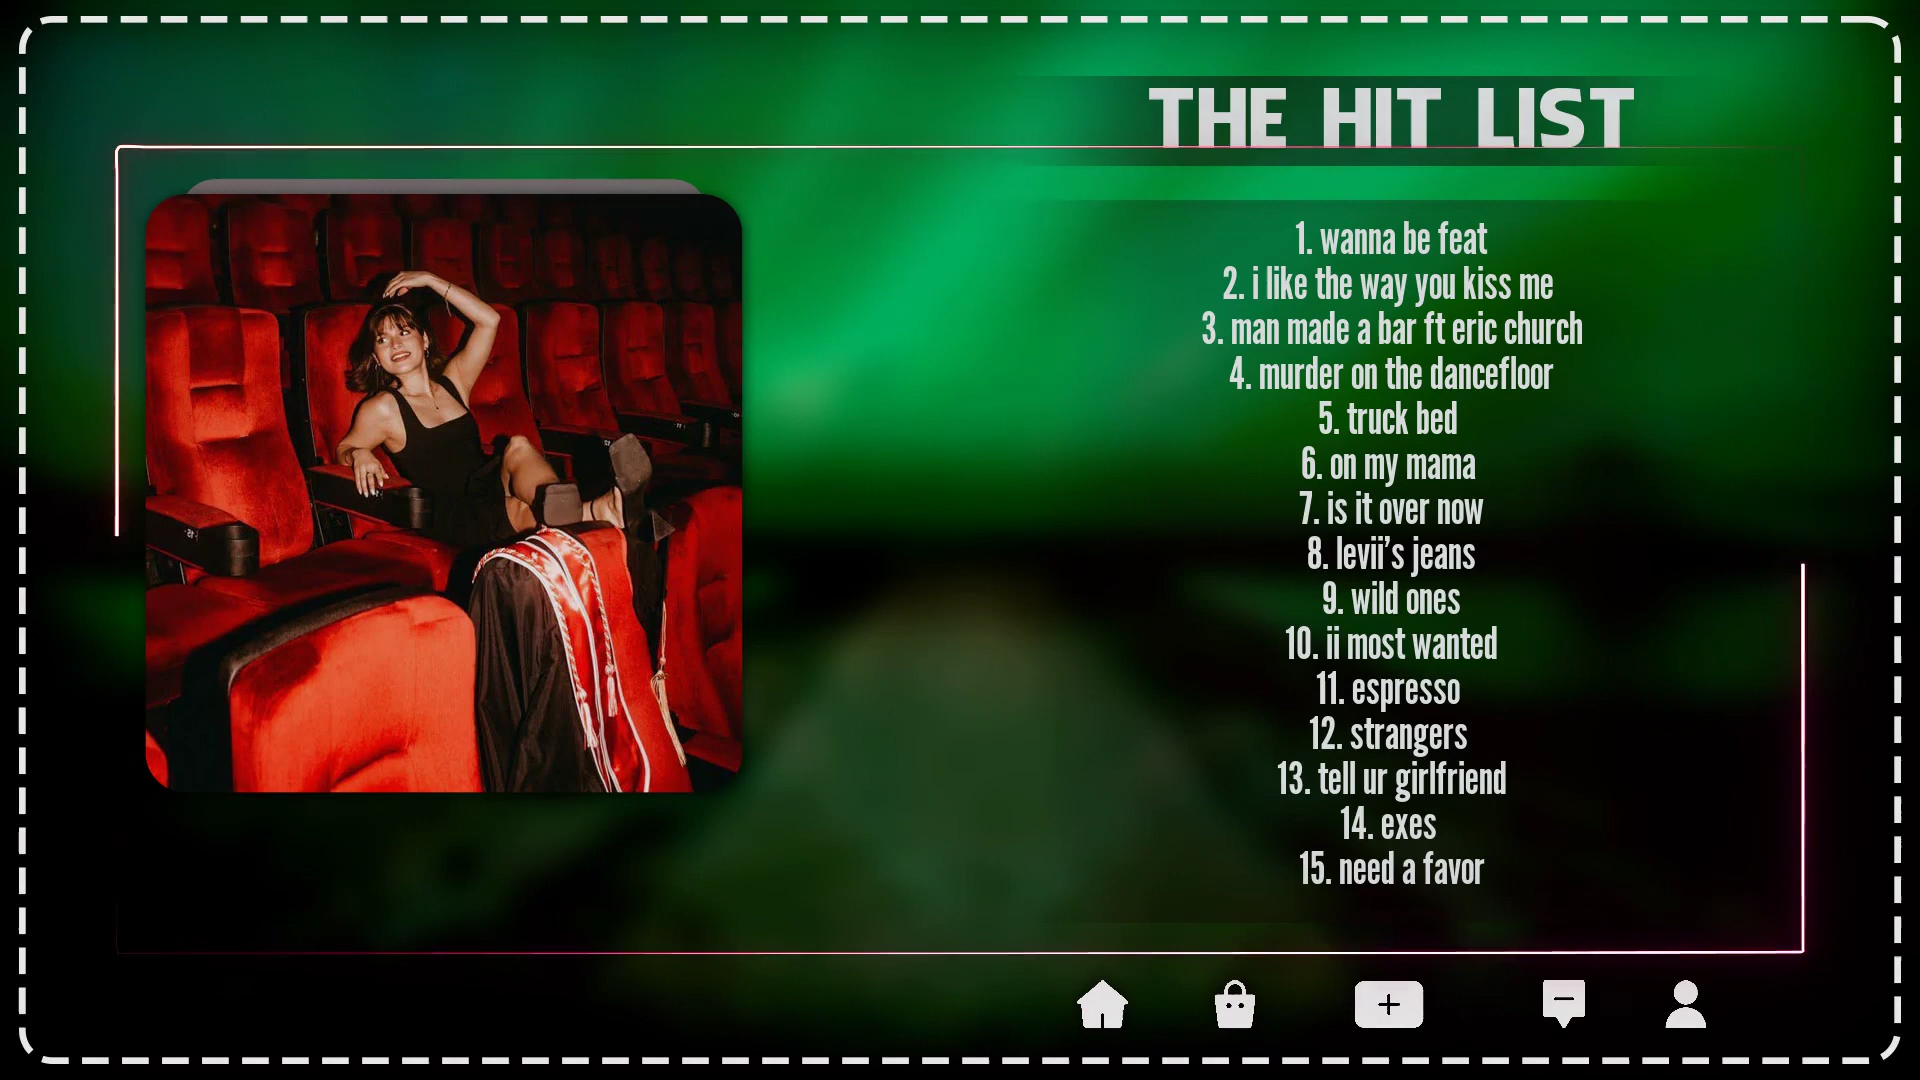 THE HIT LIST
1. wanna be feat
2. i like the way you kiss me
3. man made a bar ft eric church
4. murder on the dancefloor
5. truck bed
6. on my mama
7. is it over now
8. levii's jeans
9. wild ones
10. ii most wanted
11. espresso
12. strangers
13. tell ur girlfriend
14. exes
15. need a favor